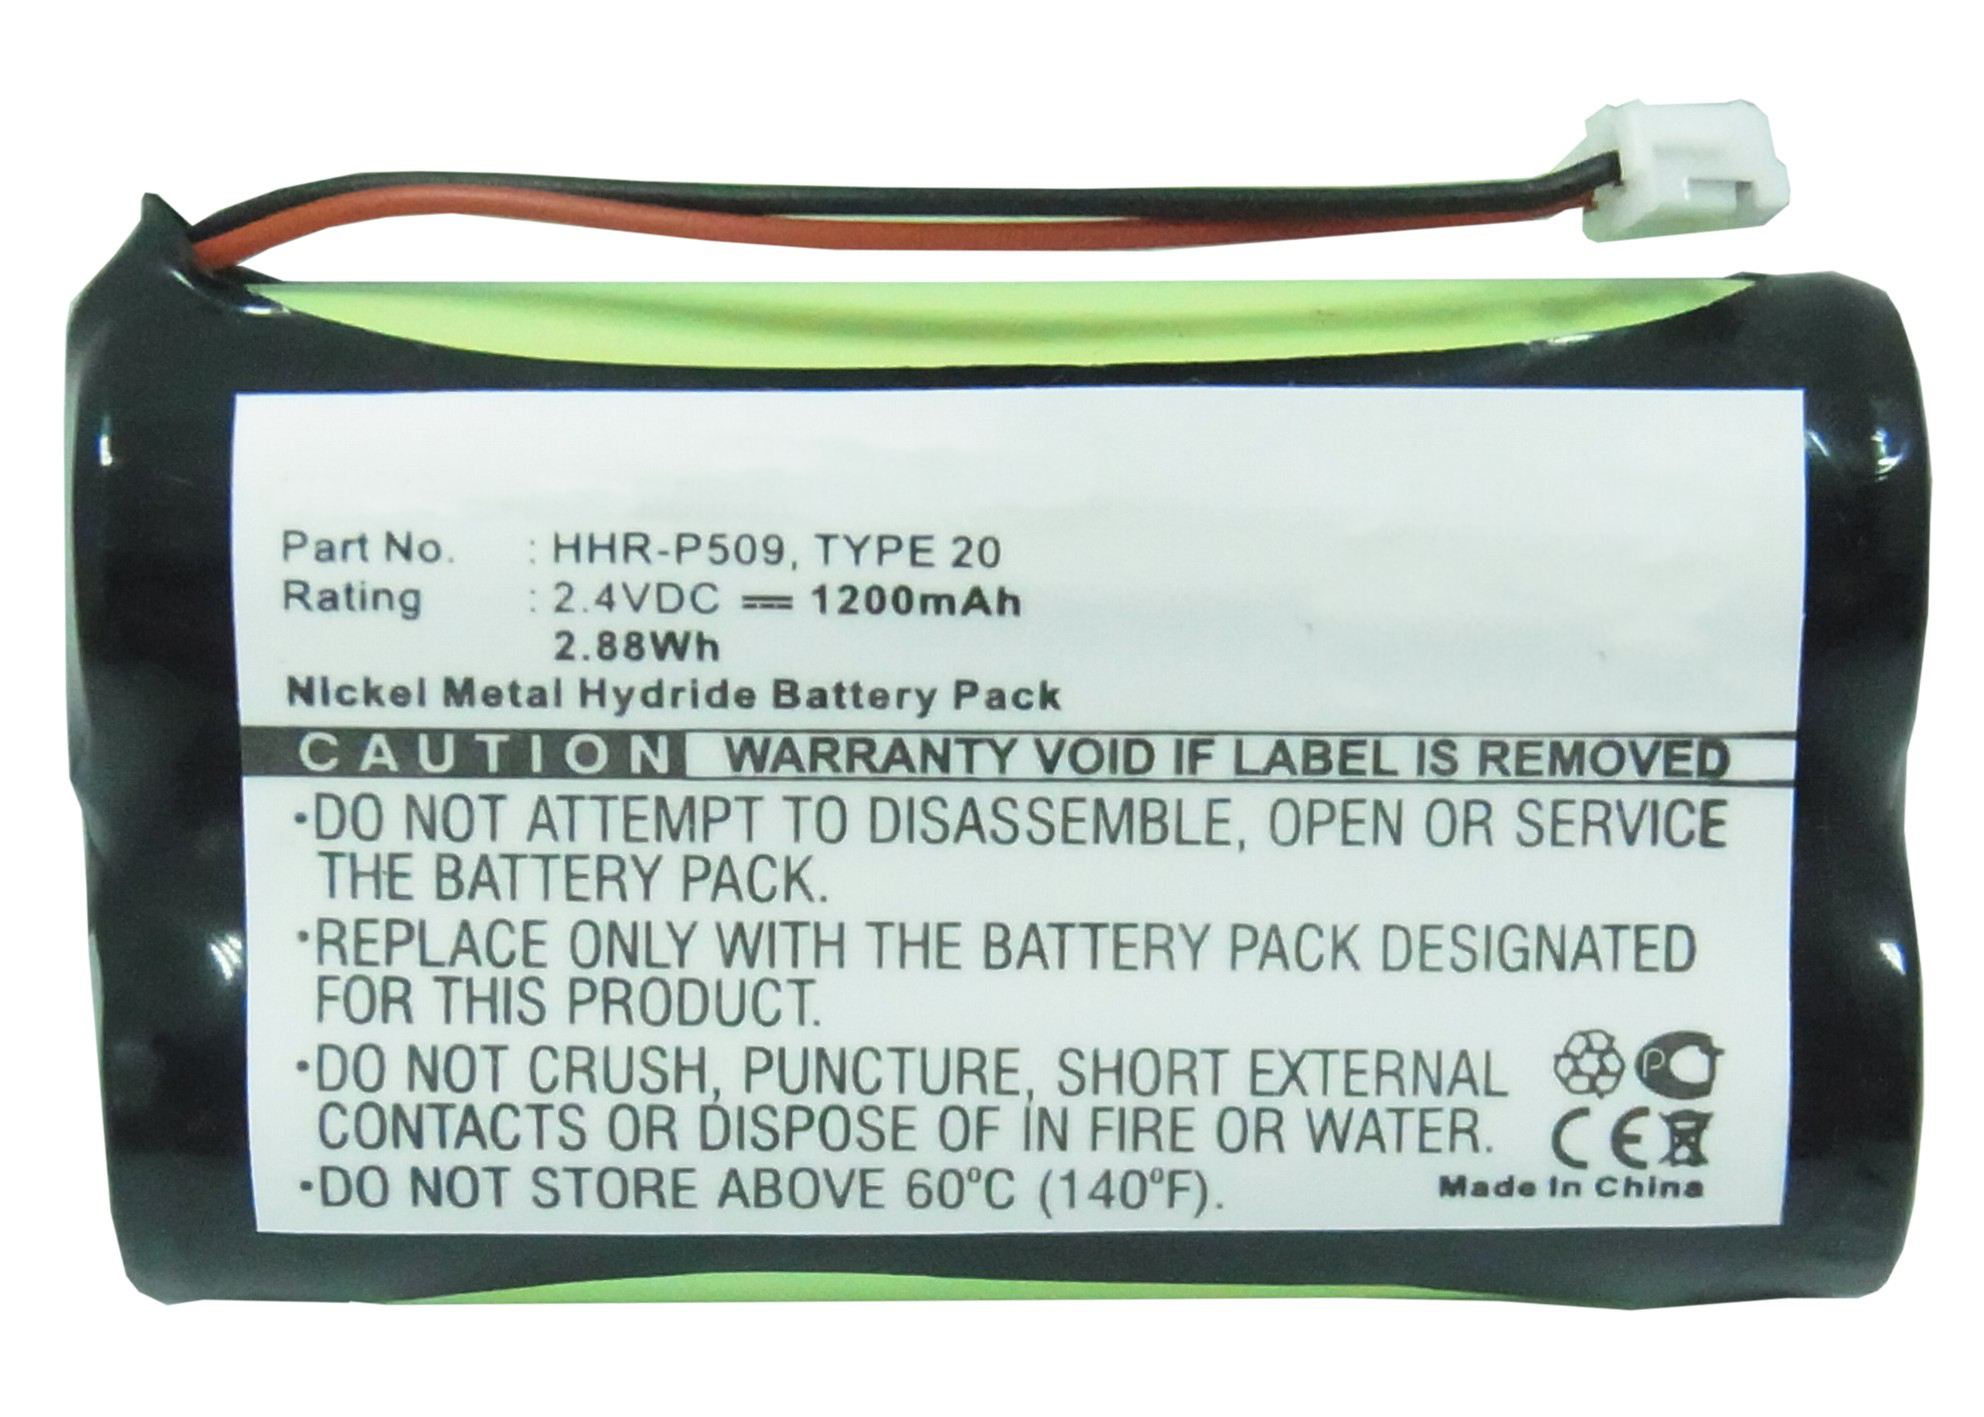 Part No. : HHR-P509, TYPE 20
Rating : 2.4VDC ⎓ 1200mAh
2.88Wh
Nickel Metal Hydride Battery Pack
CAUTION WARRANTY VOID IF LABEL IS REMOVED
·DO NOT ATTEMPT TO DISASSEMBLE, OPEN OR SERVICE
THE BATTERY PACK.
·REPLACE ONLY WITH THE BATTERY PACK DESIGNATED
FOR THIS PRODUCT.
·DO NOT CRUSH, PUNCTURE, SHORT EXTERNAL
CONTACTS OR DISPOSE OF IN FIRE OR WATER.
·DO NOT STORE ABOVE 60°C (140°F).
P
CE
Made In China